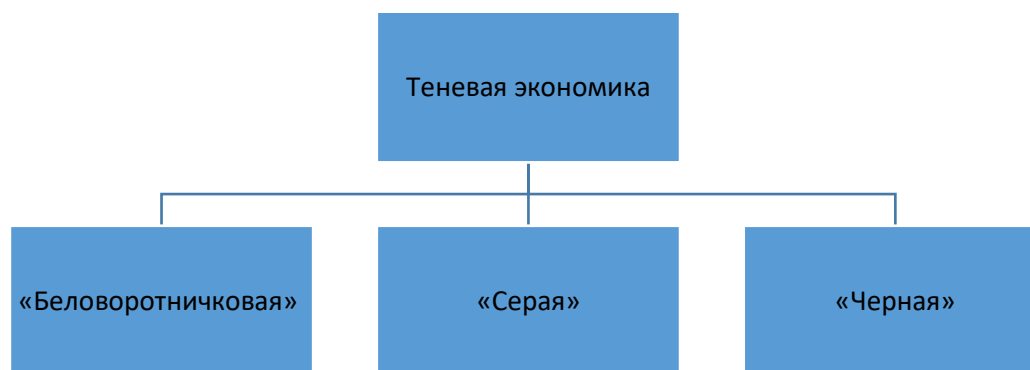 Теневая экономика
«Беловоротничковая»
«Серая»
«Черная»